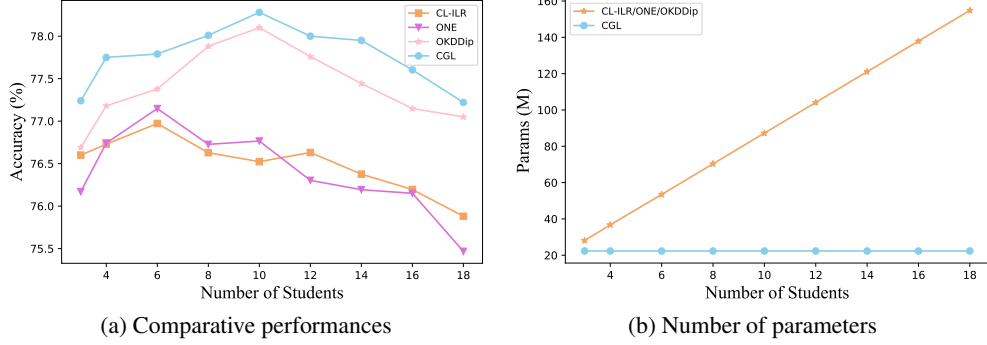 CL-ILR
ONE
OKDDip
CGL
78.0
77.5
77.0
76.5
76.0
75.5
Accuracy (%)
4 6 8 10 12 14 16 18
Number of Students
(a) Comparative performances
CL-ILR/ONE/OKDDip
CGL
160
140
120
100
80
60
40
20
Params (M)
4 6 8 10 12 14 16 18
Number of Students
(b) Number of parameters